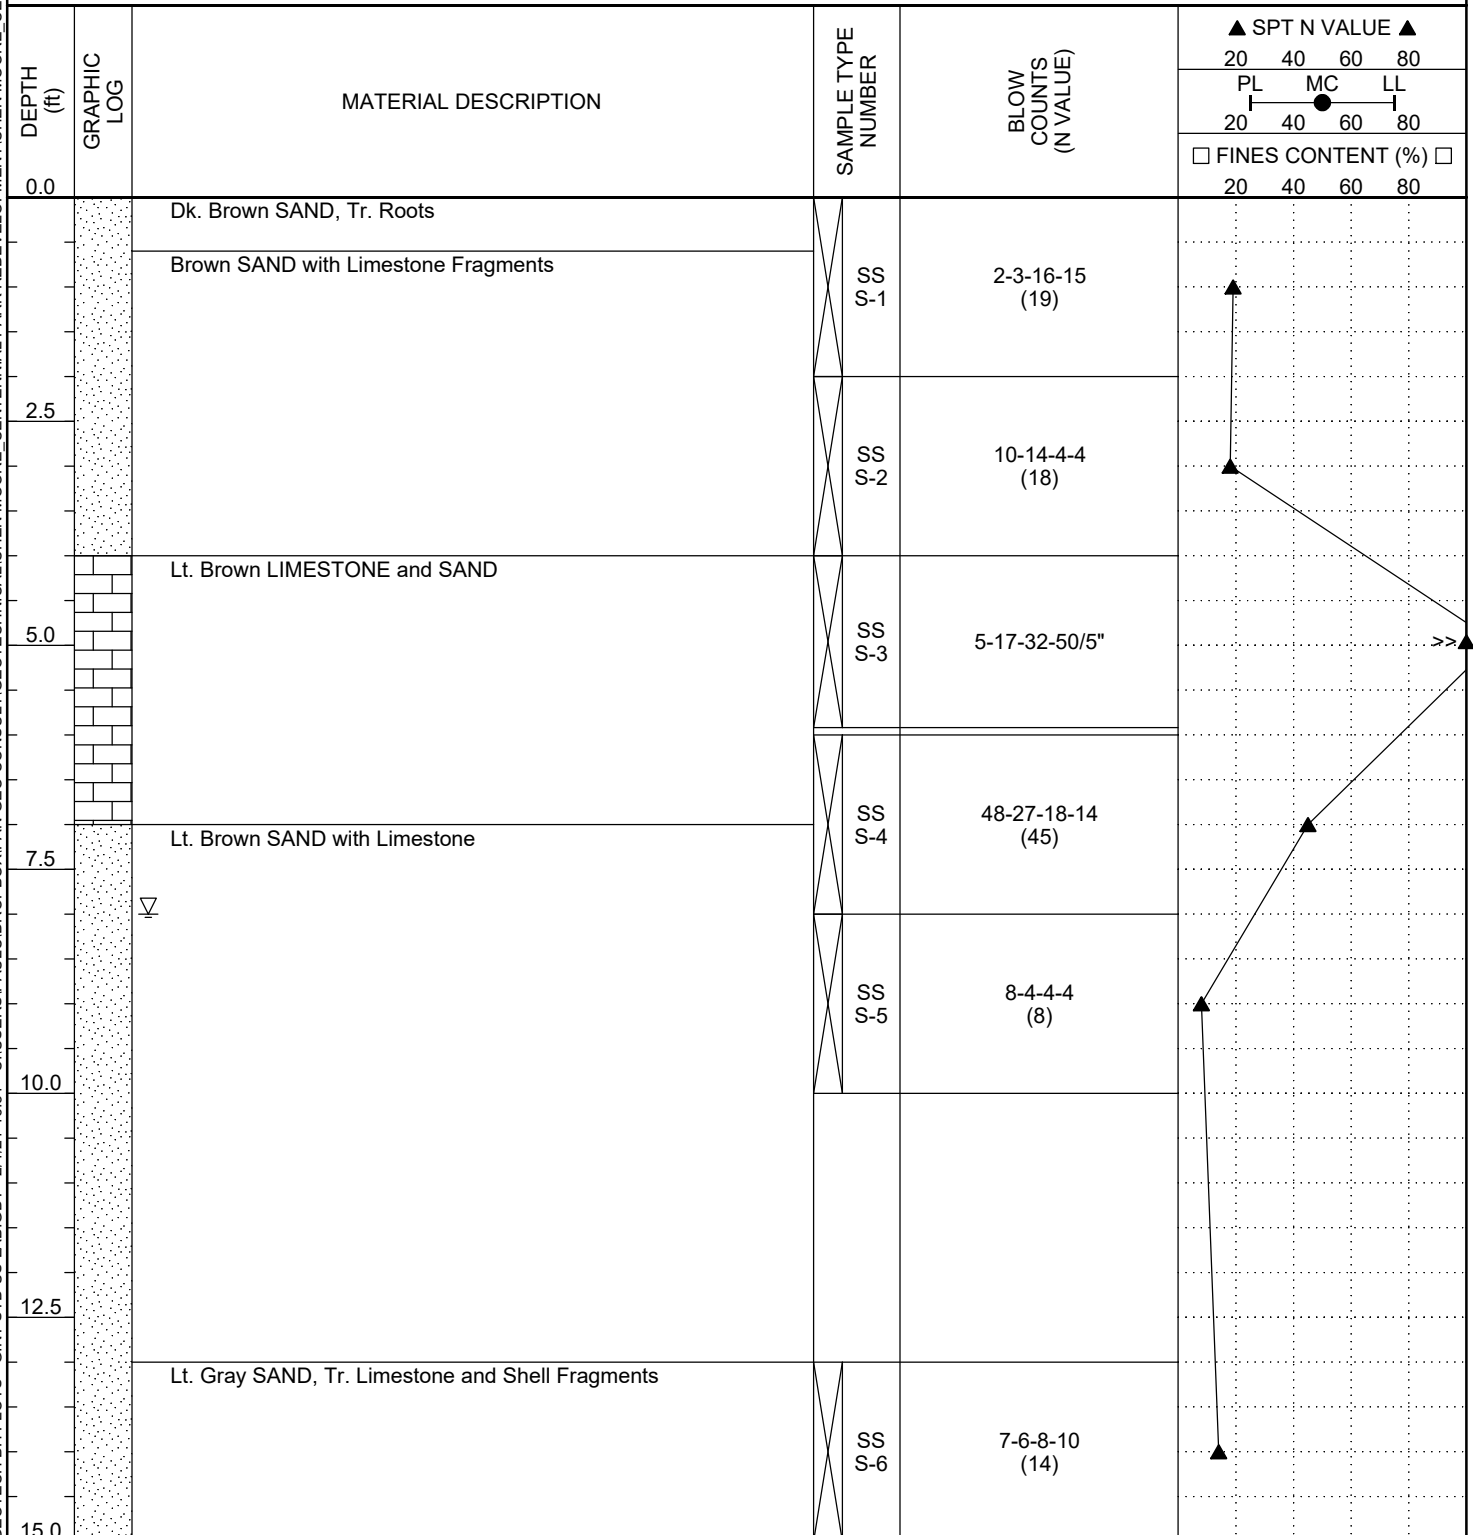 DEPTH
(ft)
GRAPHIC
LOG
MATERIAL DESCRIPTION
SAMPLE TYPE
NUMBER
BLOW
COUNTS
(N VALUE)
▲ SPT N VALUE ▲
20 40 60 80
PL MC LL
20 40 60 80
□ FINES CONTENT (%) □
20 40 60 80
0.0
Dk. Brown SAND, Tr. Roots
Brown SAND with Limestone Fragments
SS
S-1
2-3-16-15
(19)
2.5
SS
S-2
10-14-4-4
(18)
Lt. Brown LIMESTONE and SAND
5.0
SS
S-3
5-17-32-50/5"
>>
SS
S-4
48-27-18-14
(45)
Lt. Brown SAND with Limestone
7.5
SS
S-5
8-4-4-4
(8)
10.0
12.5
Lt. Gray SAND, Tr. Limestone and Shell Fragments
SS
S-6
7-6-8-10
(14)
15.0